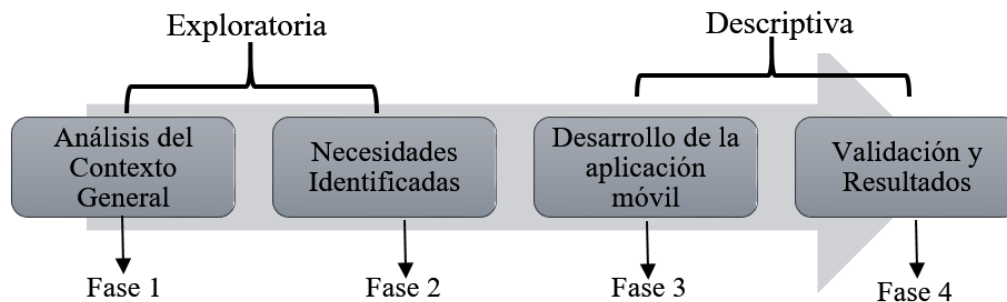 Exploratoria
Descriptiva
Análisis del
Contexto
General
Necesidades
Identificadas
Desarrollo de la
aplicación
móvil
Validación y
Resultados
Fase 1
Fase 2
Fase 3
Fase 4